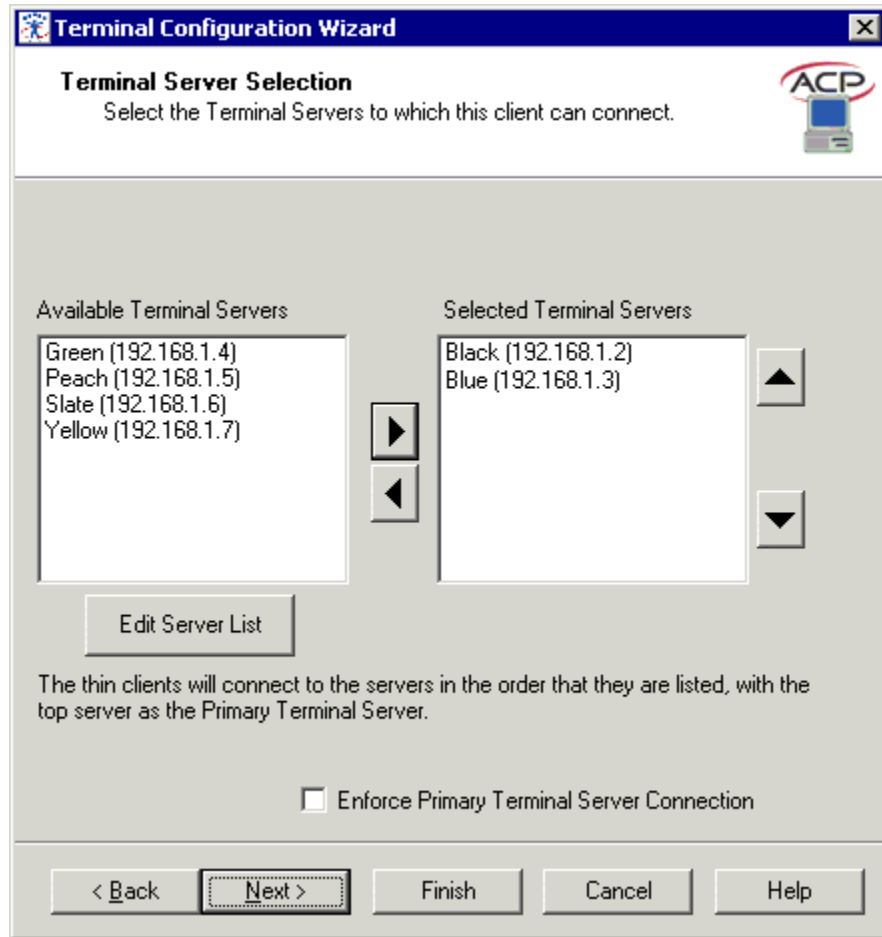 Terminal Configuration Wizard
Terminal Server Selection
Select the Terminal Servers to which this client can connect.
ACP
Available Terminal Servers
Green (192.168.1.4)
Peach (192.168.1.5)
Slate (192.168.1.6)
Yellow (192.168.1.7)
Selected Terminal Servers
Black (192.168.1.2)
Blue (192.168.1.3)
Edit Server List
The thin clients will connect to the servers in the order that they are listed, with the
top server as the Primary Terminal Server.
Enforce Primary Terminal Server Connection
< Back
Next >
Finish
Cancel
Help